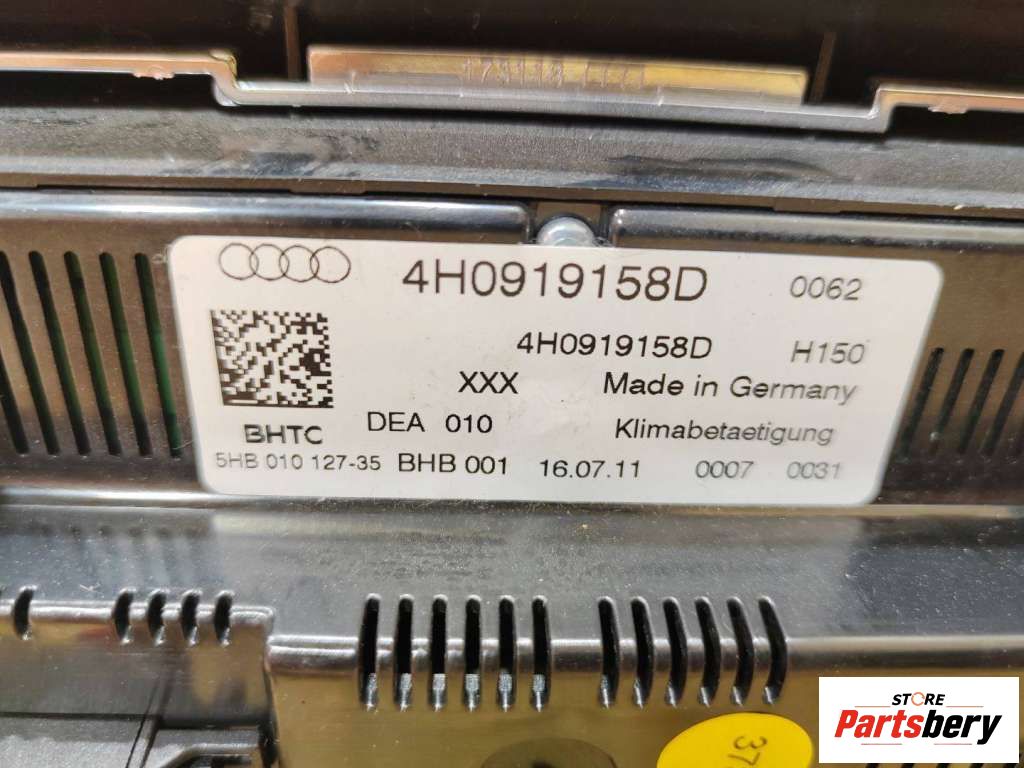 4H0919158D 0062
4H0919158D H150
XXX Made in Germany
BHTC DEA 010 Klimabetaetigung
5HB 010 127-35 BHB 001 16.07.11 0007 0031
STORE
Partsbery